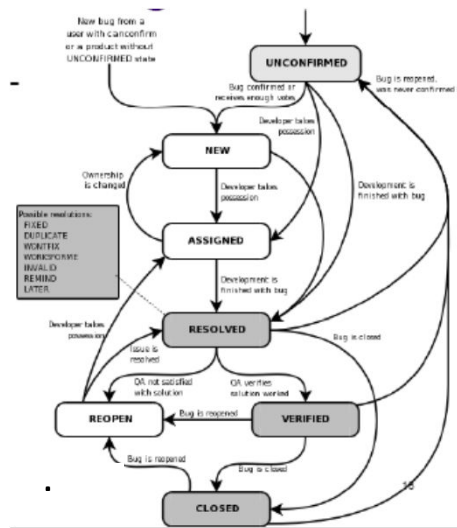 New bug from a
user with canconfirm
or a product without
UNCONFIRMED state
UNCONFIRMED
Bug confirmed or
receives enough votes
Bug is reopened,
was never confirmed
Developer takes
possession
NEW
Ownership
is changed
Developer takes
possession
Development is
finished with bug
Possible resolutions:
FIXED
DUPLICATE
WONTFIX
WORKSFORME
INVALID
REMIND
LATER
ASSIGNED
Development is
finished with bug
Developer takes
possession
RESOLVED
Issue is
resolved
Bug is closed
QA not satisfied
with solution
QA verifies
solution worked
REOPEN
Bug is reopened
VERIFIED
Bug is reopened
Bug is closed
CLOSED